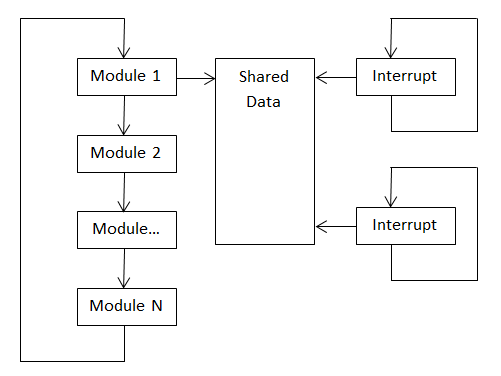 Module 1
Shared
Data
Interrupt
Module 2
Module...
Interrupt
Module N